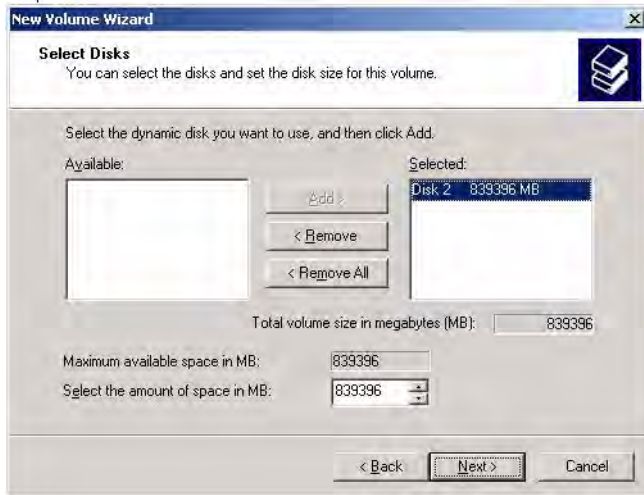 New Volume Wizard
Select Disks
You can select the disks and set the disk size for this volume.
Select the dynamic disk you want to use, and then click Add.
Available:
Selected:
Disk 2 839396 MB
Add >
< Remove
< Remove All
Total volume size in megabytes (MB): 839396
Maximum available space in MB: 839396
Select the amount of space in MB: 839396
< Back Next > Cancel